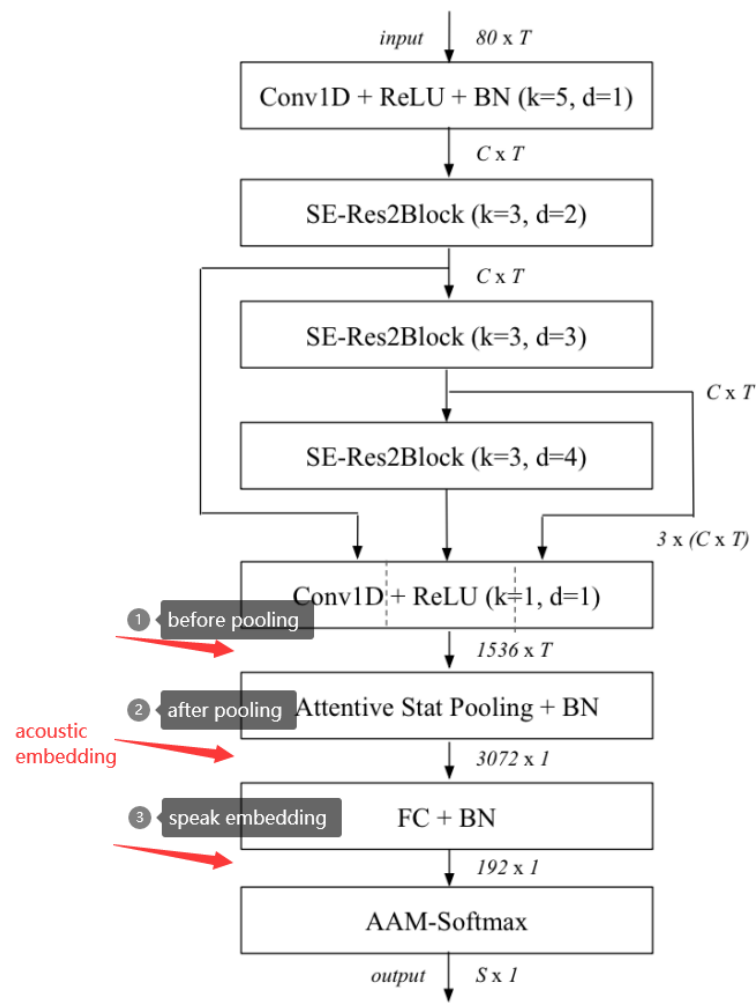 input 80 x T
Conv1D + ReLU + BN (k=5, d=1)
C x T
SE-Res2Block (k=3, d=2)
C x T
SE-Res2Block (k=3, d=3)
C x T
SE-Res2Block (k=3, d=4)
3 x (C x T)
Conv1D + ReLU (k=1, d=1)
1 before pooling
1536 x T
2 after pooling
Attentive Stat Pooling + BN
acoustic
embedding
3072 x 1
3 speak embedding
FC + BN
192 x 1
AAM-Softmax
output S x 1